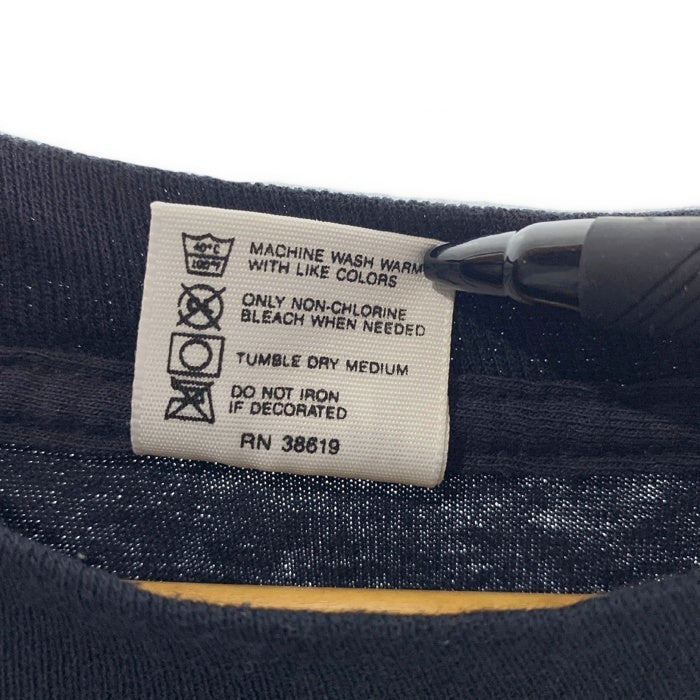 40°C
100°F
MACHINE WASH WARM
WITH LIKE COLORS
ONLY NON-CHLORINE
BLEACH WHEN NEEDED
TUMBLE DRY MEDIUM
DO NOT IRON
IF DECORATED
RN 38619